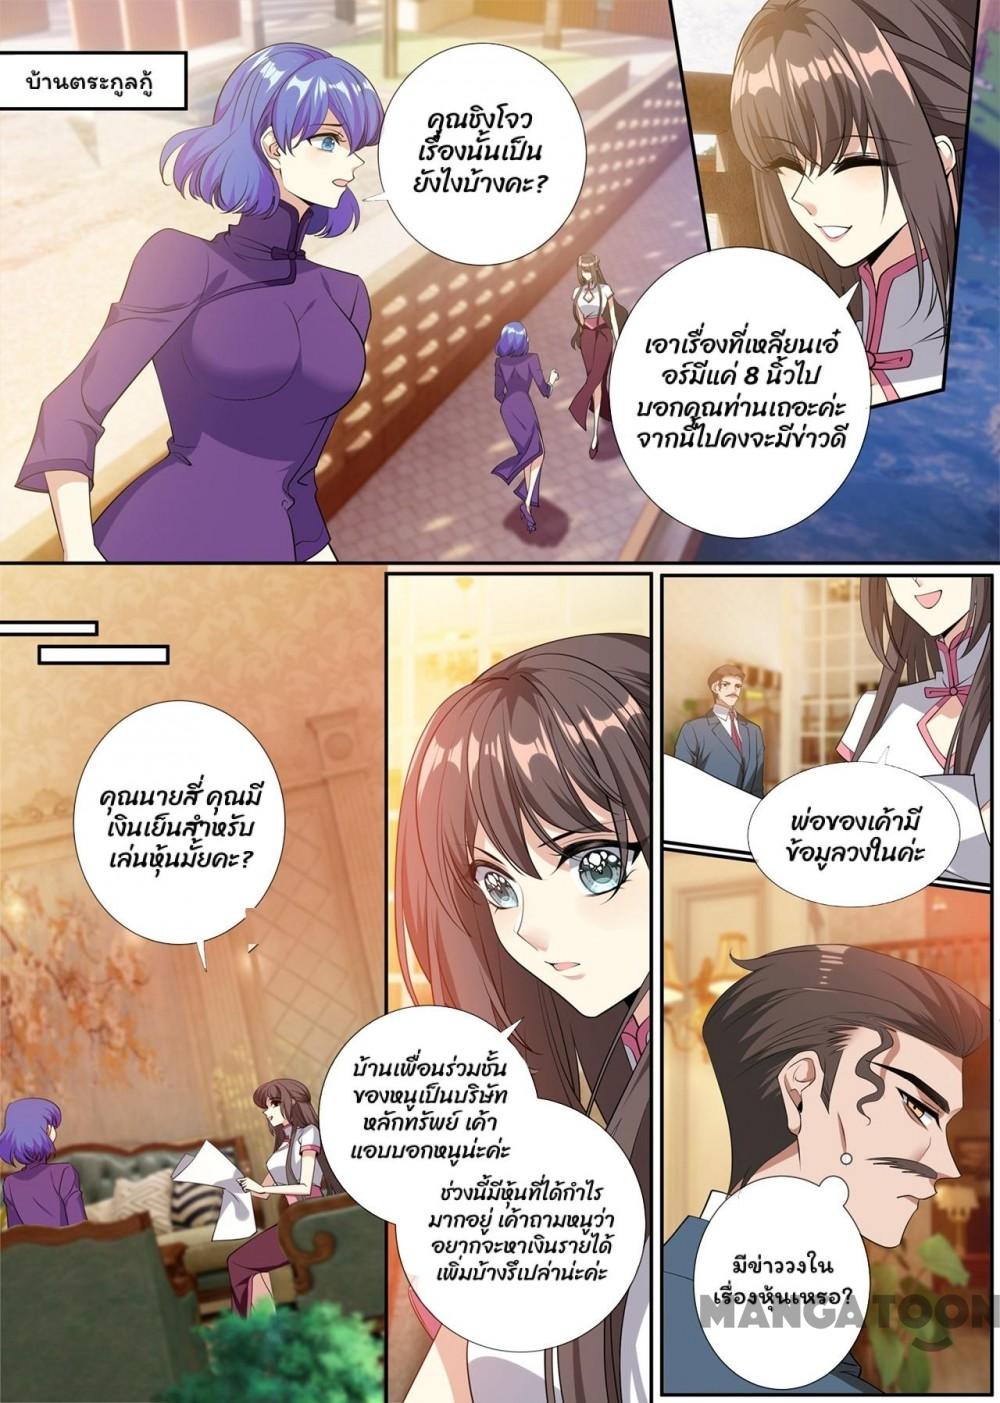 บ้านตระกูลกู้
คุณชิงโจว
เรื่องนั้นเป็น
ยังไงบ้างคะ?
เอาเรื่องที่เหลียนเอ๋
อร์มีแค่ 8 นิ้วไป
บอกคุณท่านเถอะค่ะ
จากนี้ไปคงจะมีข่าวดี
คุณนายสี่ คุณมี
เงินเย็นสำหรับ
เล่นหุ้นมั้ยคะ?
บ้านเพื่อนร่วมชั้น
ของหนูเป็นบริษัท
หลักทรัพย์ เค้า
แอบบอกหนูน่ะค่ะ
ช่วงนี้มีหุ้นที่ได้กำไร
มากอยู่ เค้าถามหนูว่า
อยากจะหาเงินรายได้
เพิ่มบ้างรึเปล่าน่ะค่ะ
พ่อของเค้ามี
ข้อมูลวงในค่ะ
มีข่าววงใน
เรื่องหุ้นเหรอ?
MANGATOON